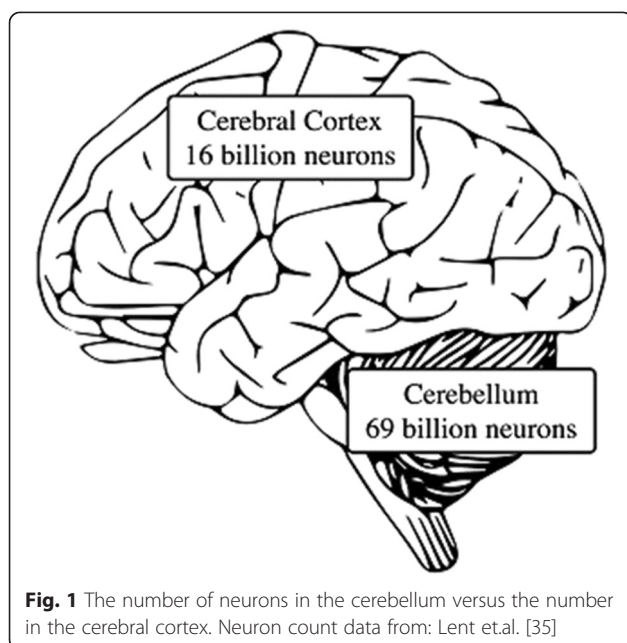 Cerebral Cortex
16 billion neurons
Cerebellum
69 billion neurons
Fig. 1 The number of neurons in the cerebellum versus the number
in the cerebral cortex. Neuron count data from: Lent et.al. [35]